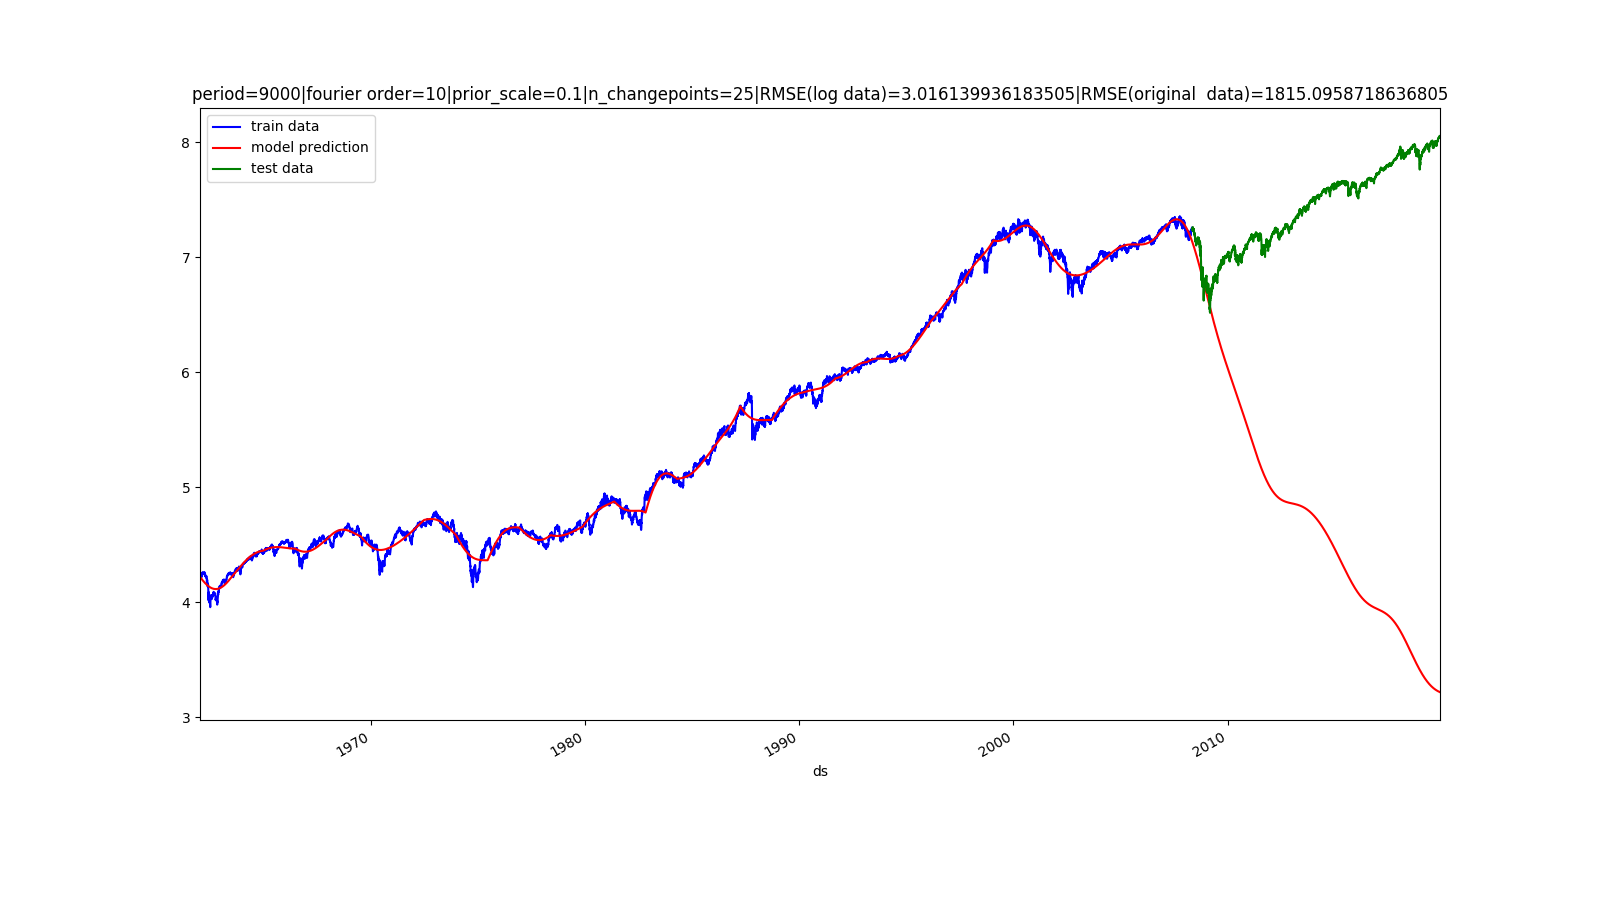 period=9000|fourier order=10|prior_scale=0.1|n_changepoints=25|RMSE(log data)=3.016139936183505|RMSE(original  data)=1815.0958718636805
train data
model prediction
test data
8
7
6
5
4
3
1970
1980
1990
2000
2010
ds